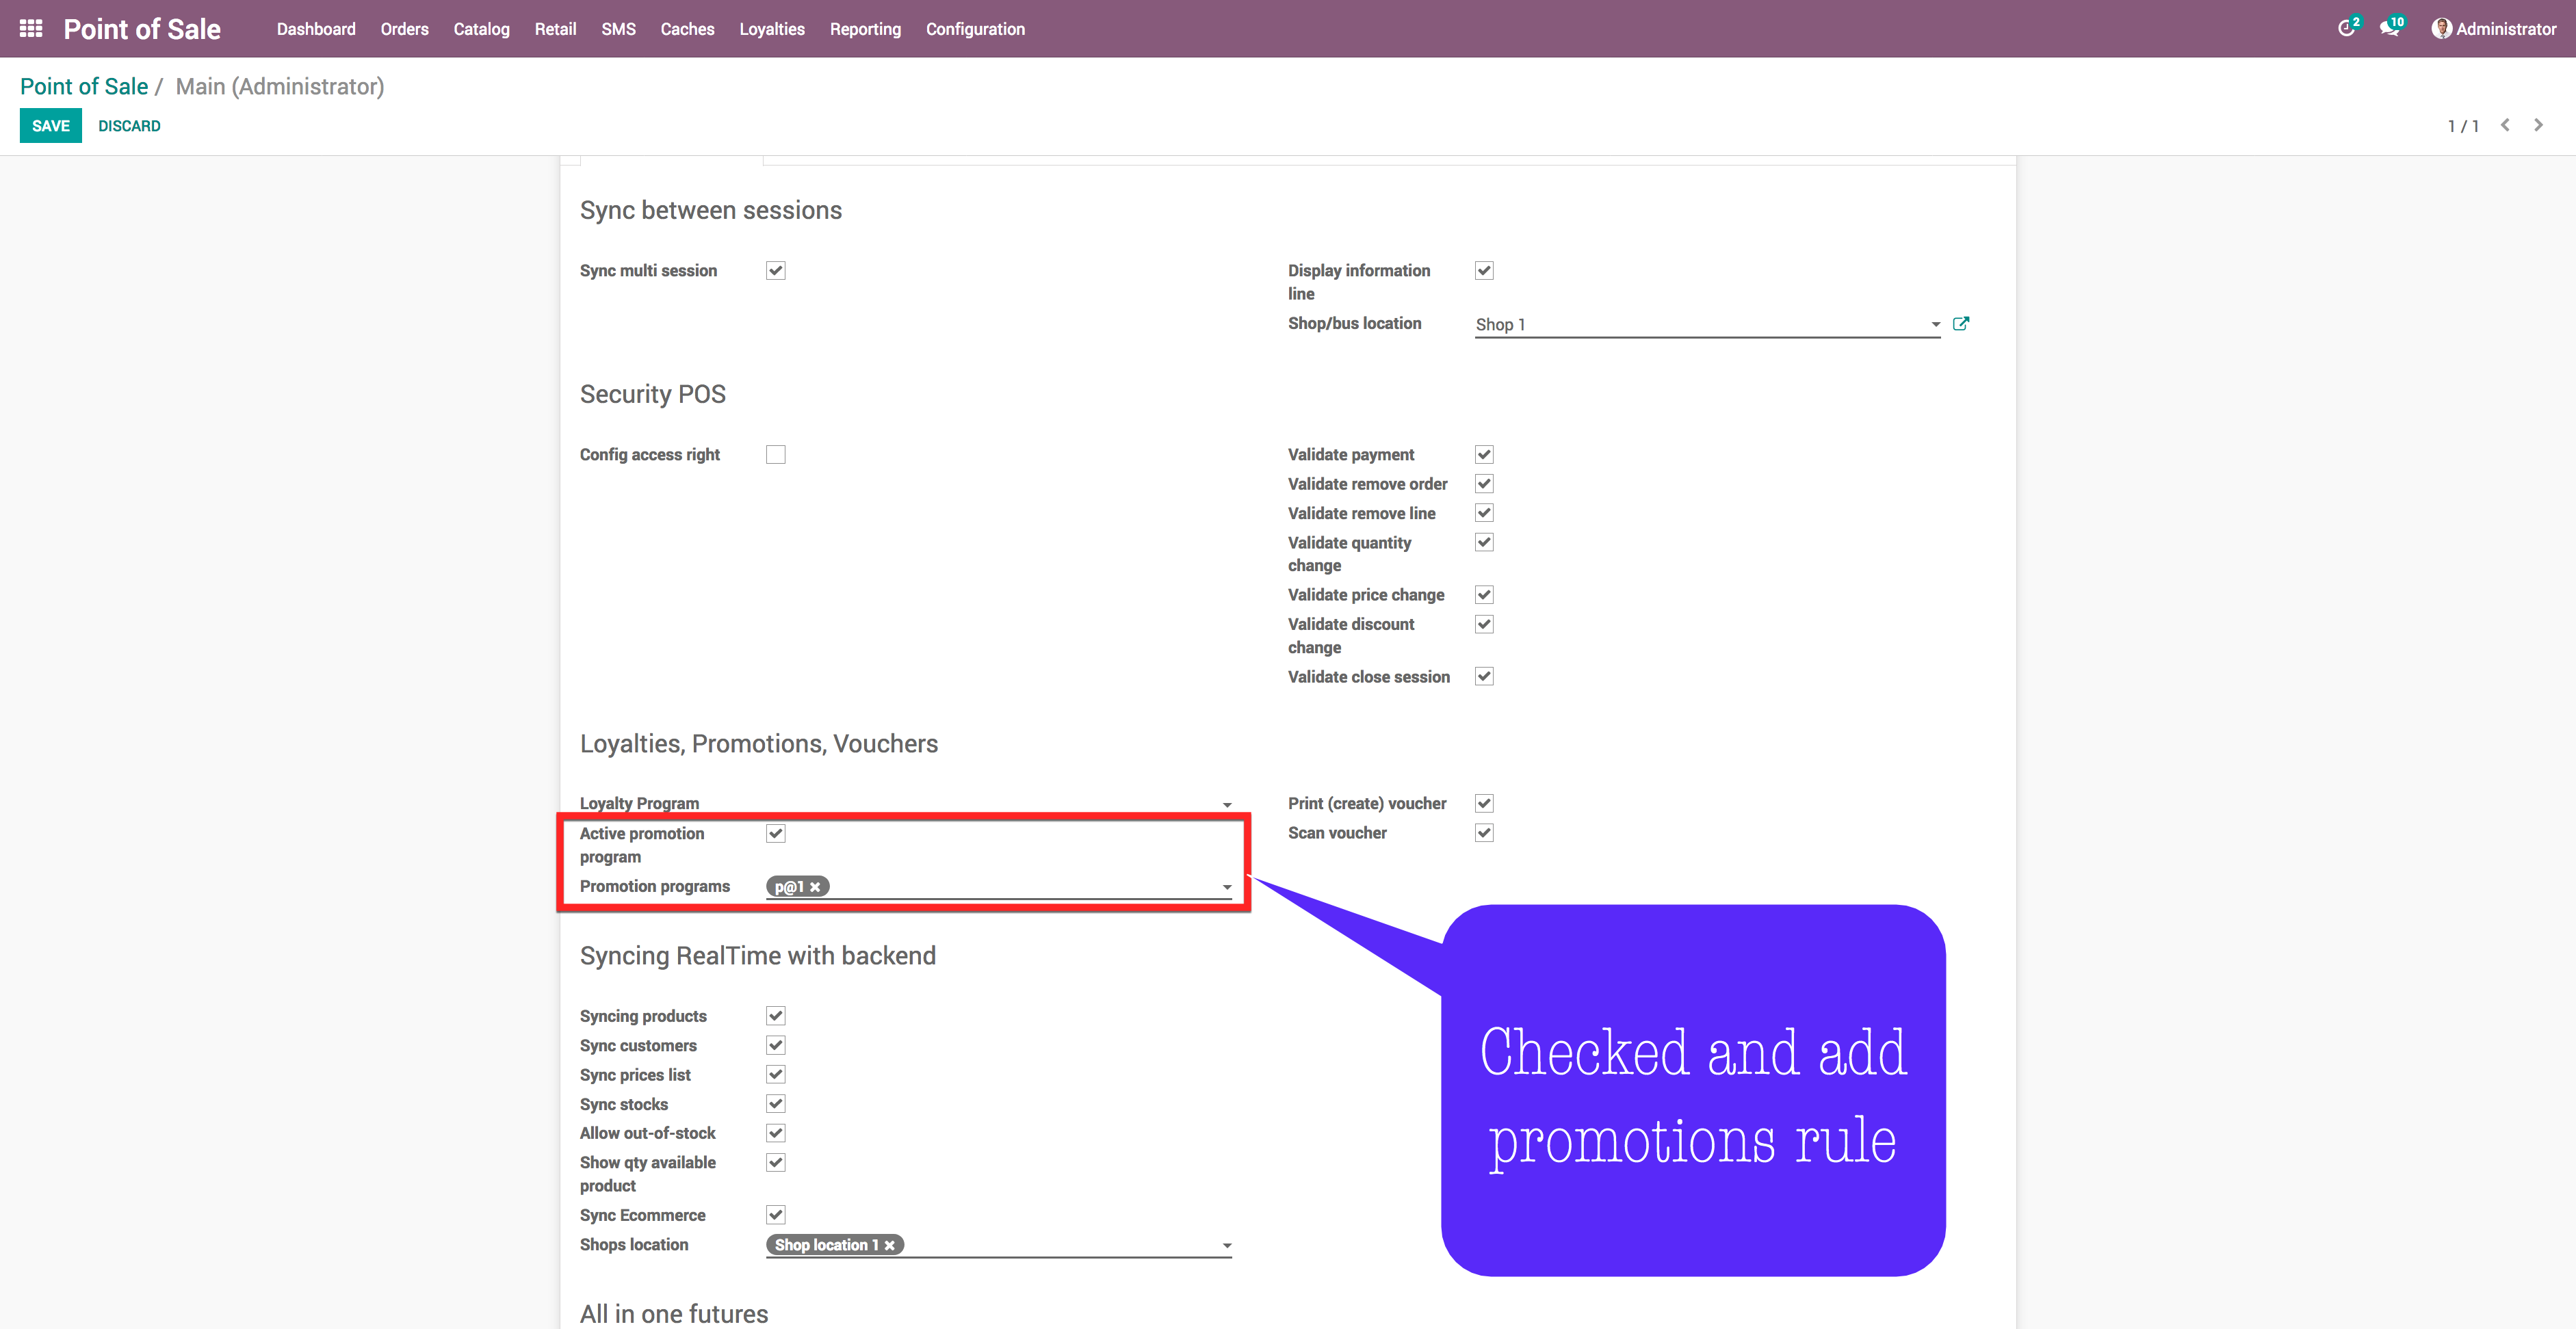 Point of Sale Dashboard Orders Catalog Retail SMS Caches Loyalties Reporting Configuration 2 10 Administrator
Point of Sale / Main (Administrator)
SAVE DISCARD 1 / 1
Sync between sessions
Sync multi session
Display information
line
Shop/bus location Shop 1
Security POS
Config access right
Validate payment
Validate remove order
Validate remove line
Validate quantity
change
Validate price change
Validate discount
change
Validate close session
Loyalties, Promotions, Vouchers
Loyalty Program
Active promotion
program
Promotion programs p@1 ×
Print (create) voucher
Scan voucher
Syncing RealTime with backend
Syncing products
Sync customers
Sync prices list
Sync stocks
Allow out-of-stock
Show qty available
product
Sync Ecommerce
Shops location Shop location 1 ×
Checked and add
promotions rule
All in one futures